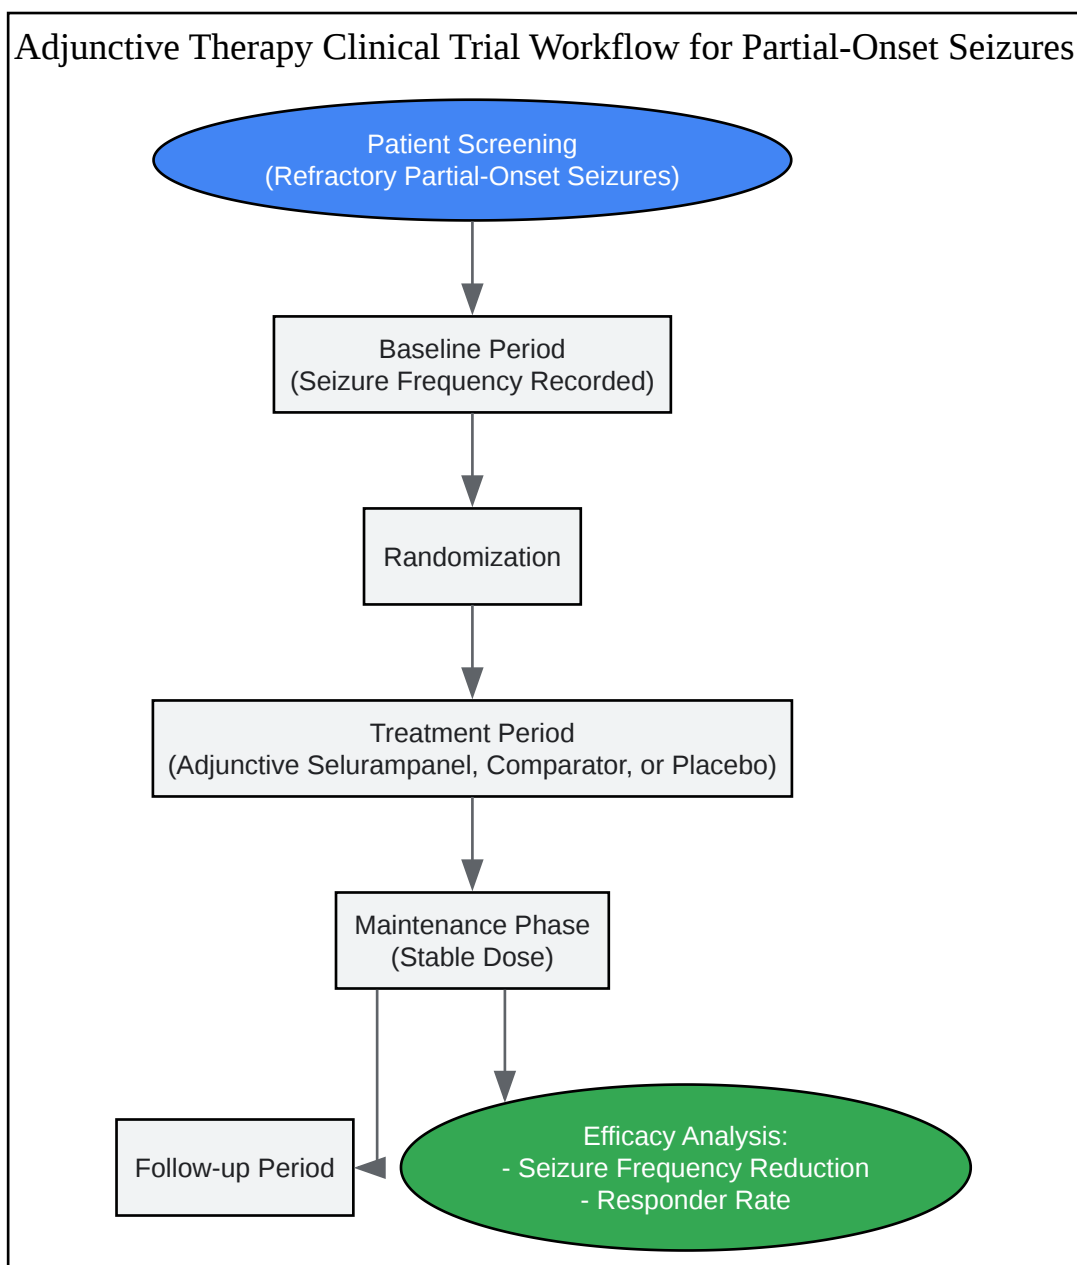 Adjunctive Therapy Clinical Trial Workflow for Partial-Onset Seizures
Patient Screening
(Refractory Partial-Onset Seizures)
Baseline Period
(Seizure Frequency Recorded)
Randomization
Treatment Period
(Adjunctive Selurampanel, Comparator, or Placebo)
Maintenance Phase
(Stable Dose)
Follow-up Period
Efficacy Analysis:
- Seizure Frequency Reduction
- Responder Rate